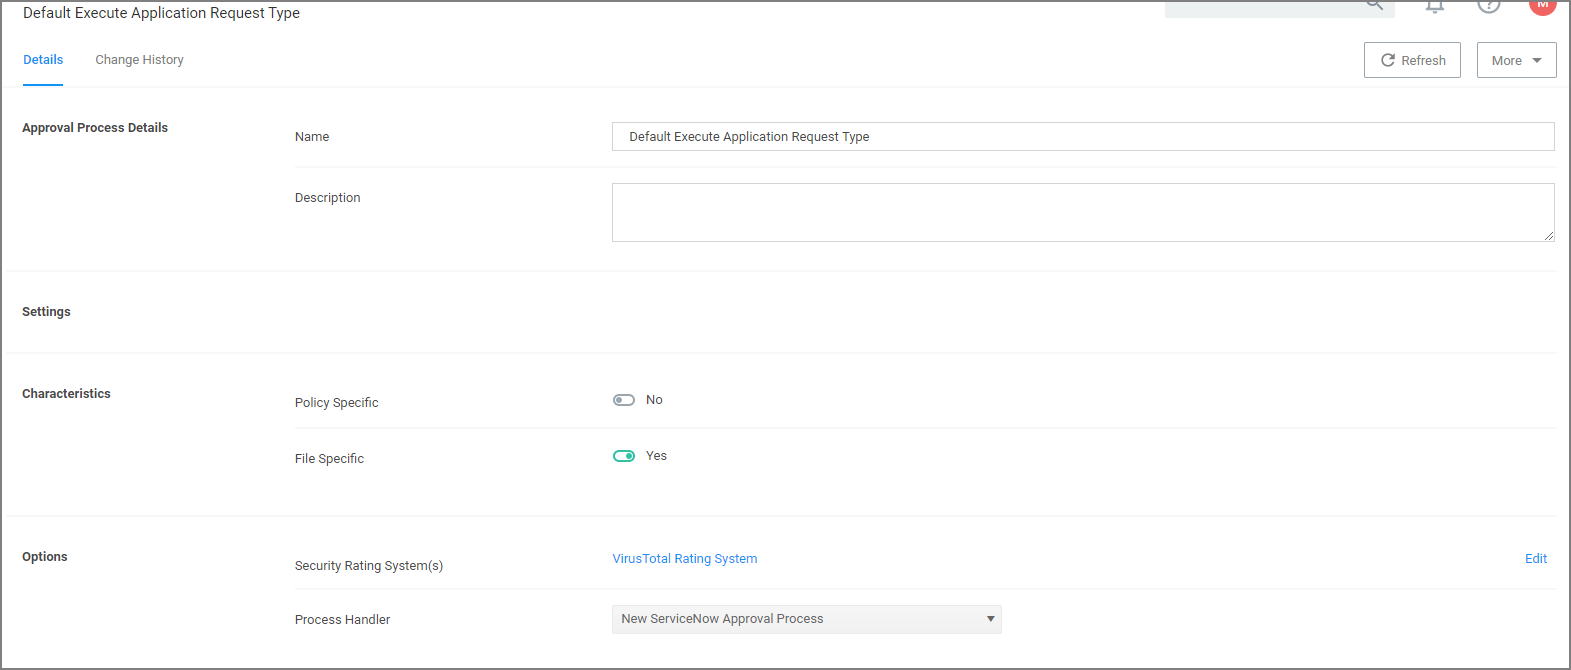 Default Execute Application Request Type
M
Details
Change History
Refresh
More
Approval Process Details
Name
Default Execute Application Request Type
Description
Settings
Characteristics
Policy Specific
No
File Specific
Yes
Options
Security Rating System(s)
VirusTotal Rating System
Edit
Process Handler
New ServiceNow Approval Process